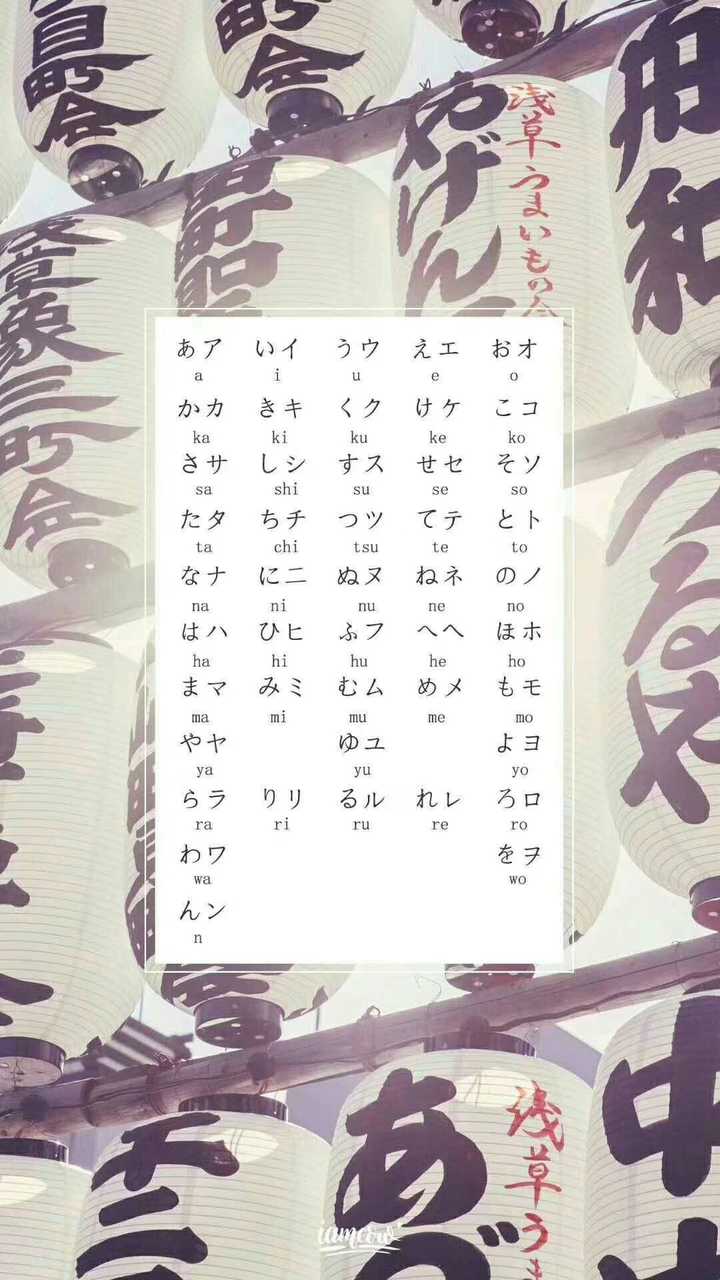 あア いイ うウ えエ おオ
a i u e o
かカ きキ くク けケ こコ
ka ki ku ke ko
さサ しシ すス せセ そソ
sa shi su se so
たタ ちチ つツ てテ とト
ta chi tsu te to
なナ に二 ぬヌ ねネ のノ
na ni nu ne no
はハ ひヒ ふフ へヘ ほホ
ha hi hu he ho
まマ みミ むム めメ もモ
ma mi mu me mo
やヤ ゆユ よヨ
ya yu yo
らラ りリ るル れレ ろロ
ra ri ru re ro
わワ をヲ
wa wo
んン
n
目町会
町会
やげん
浅草うまいもの会
浅草象三町会
つるや
浅草う
あ
中